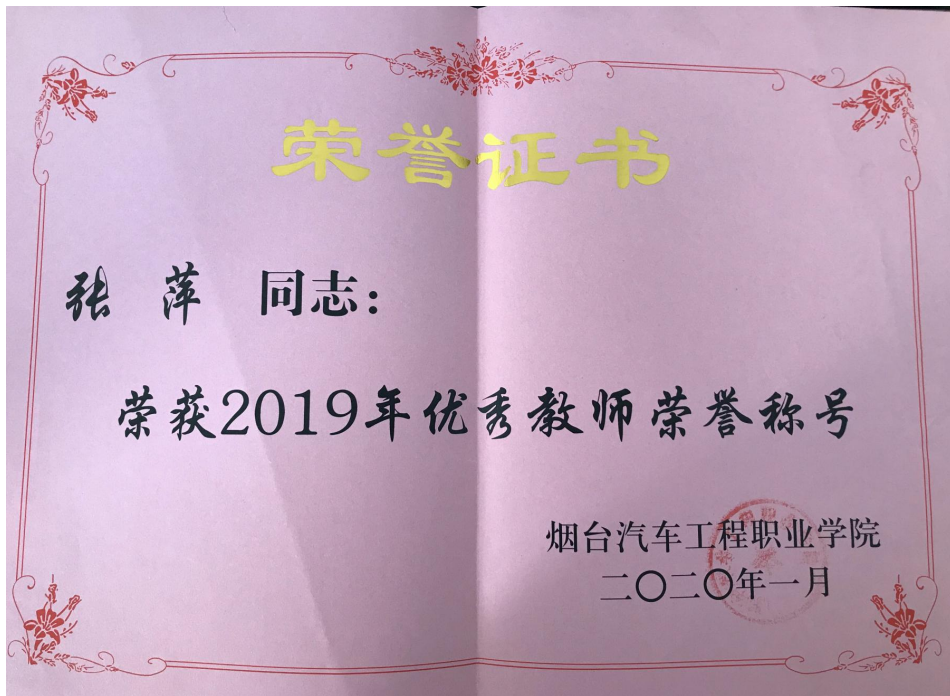 荣誉证书
张 萍 同志：
荣获2019年优秀教师荣誉称号
烟台汽车工程职业学院
二〇二〇年一月